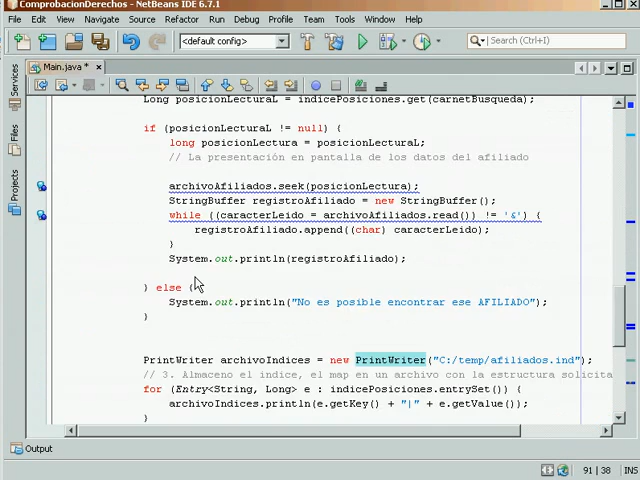 ComprobacionDerechos - NetBeans IDE 6.7.1
File Edit View Navigate Source Refactor Run Debug Profile Team Tools Window Help
<default config> Search (Ctrl+I)
Main.java *
Services
Files
Projects
Long posicionLecturaL = indicePosiciones.get(carnetBusqueda);
if (posicionLecturaL != null) {
long posicionLectura = posicionLecturaL;
// La presentación en pantalla de los datos del afiliado
archivoAfiliados.seek(posicionLectura);
StringBuffer registroAfiliado = new StringBuffer();
while ((caracterLeido = archivoAfiliados.read()) != '&') {
registroAfiliado.append((char) caracterLeido);
}
System.out.println(registroAfiliado);
} else {
System.out.println("No es posible encontrar ese AFILIADO");
}
PrintWriter archivoIndices = new PrintWriter("C:/temp/afiliados.ind");
// 3. Almaceno el indice, el map en un archivo con la estructura solicita
for (Entry<String, Long> e : indicePosiciones.entrySet()) {
archivoIndices.println(e.getKey() + "|" + e.getValue());
}
Output
91 | 38 INS